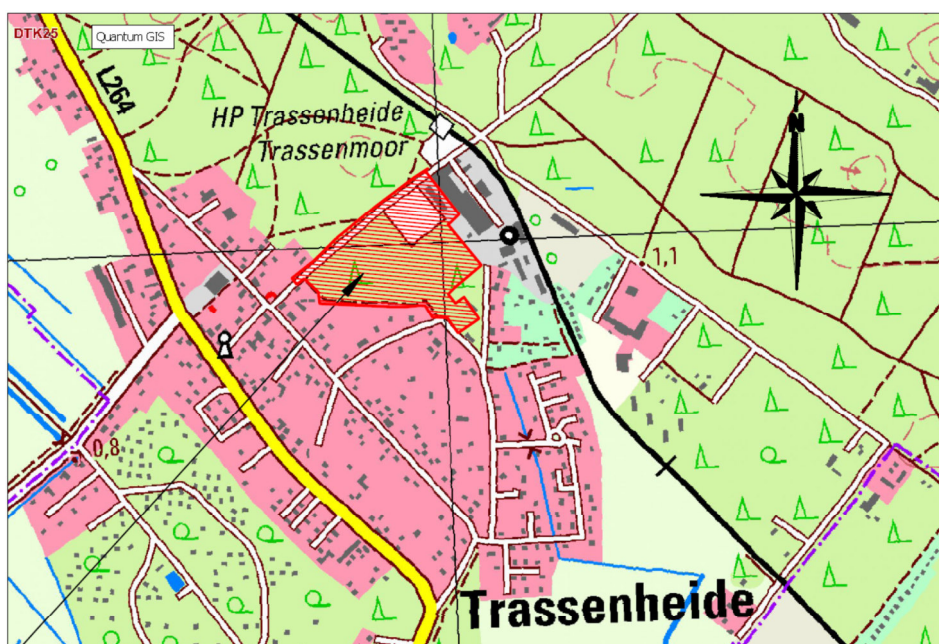 DTK25
Quantum GIS
L264
HP Trassenheide
Trassenmoor
N
1,1
0,8
Trassenheide